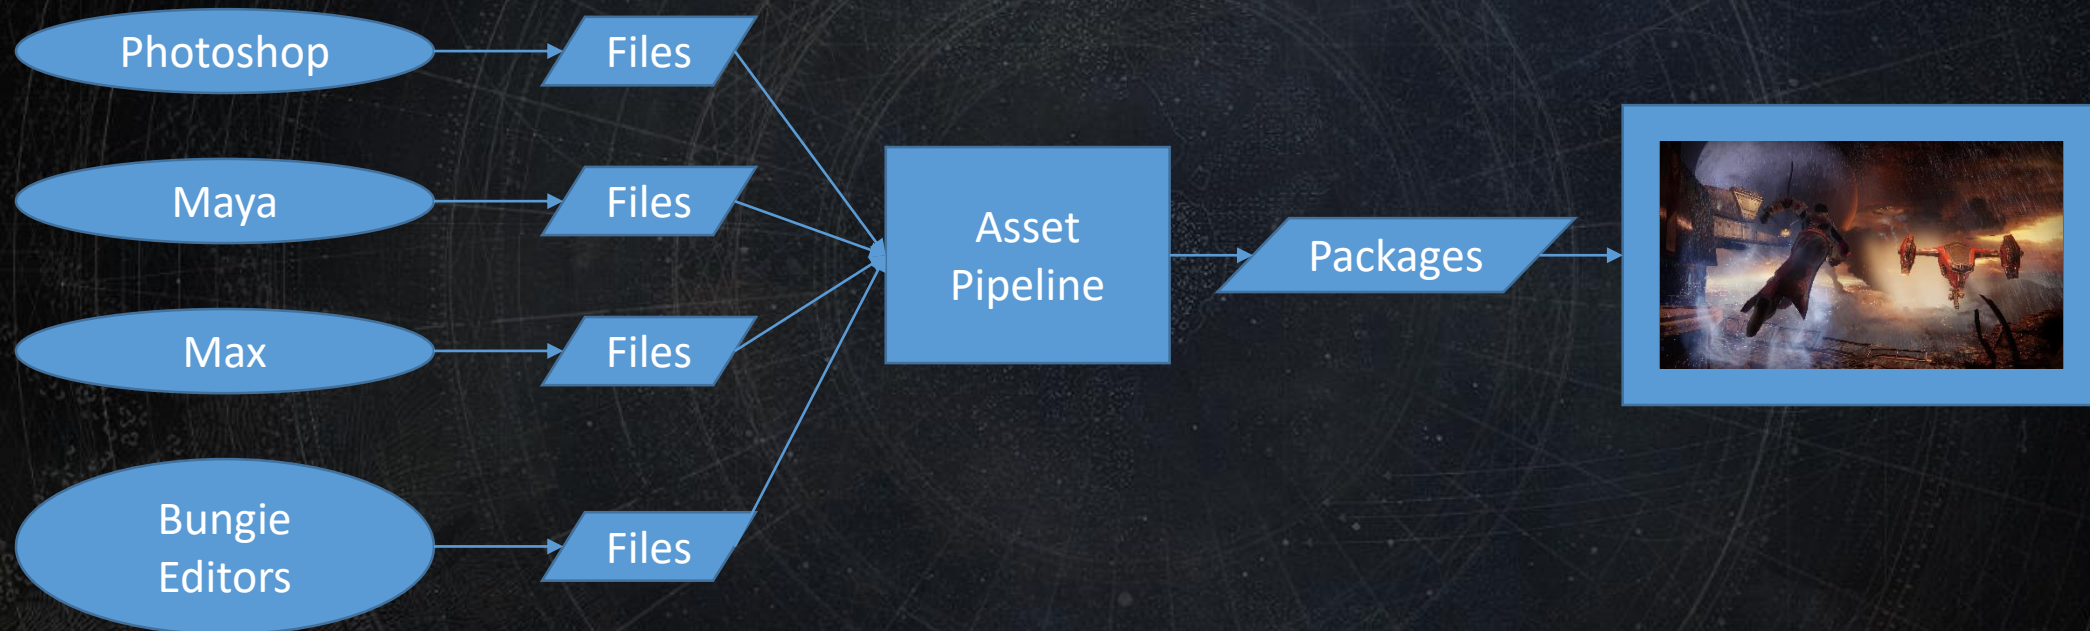 Photoshop
Files
Maya
Files
Max
Files
Bungie
Editors
Files
Asset
Pipeline
Packages